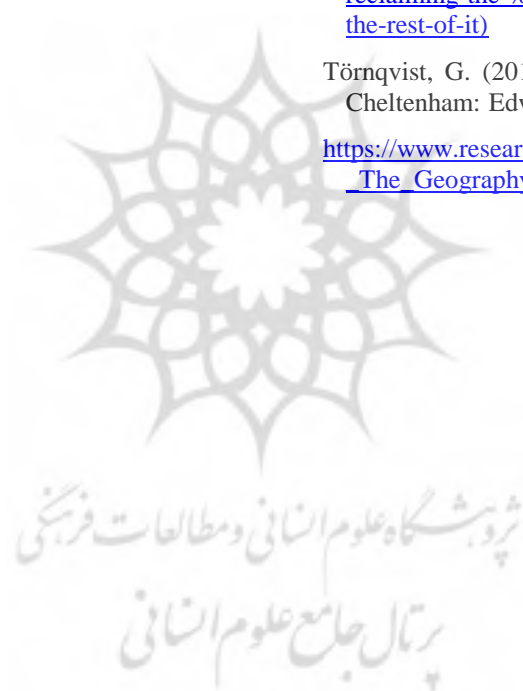 the-rest-of-it)
Törnqvist, G. (201
Cheltenham: Edw
https://www.resear
_The_Geography
پژوهشگاه علوم انسانی و مطالعات فرهنگی
پرتال جامع علوم انسانی